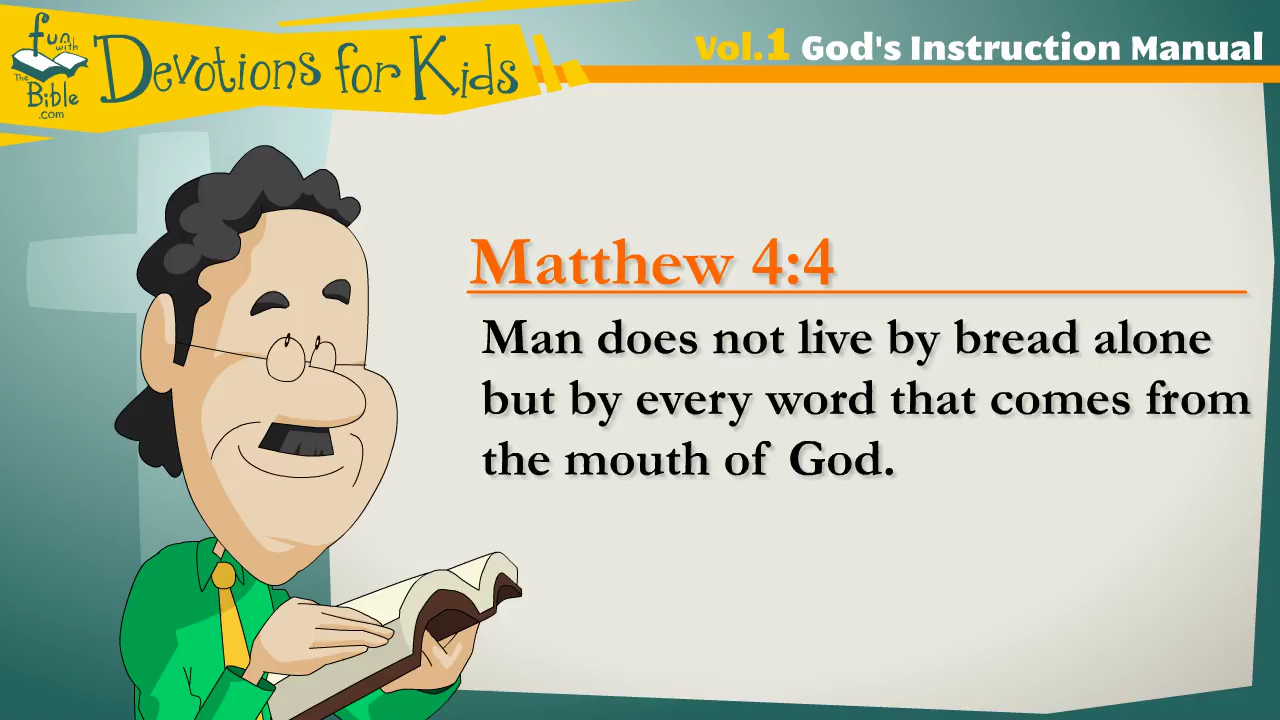 fun with
The Bible
.com
Devotions for Kids
Vol.1 God's Instruction Manual
Matthew 4:4
Man does not live by bread alone
but by every word that comes from
the mouth of God.